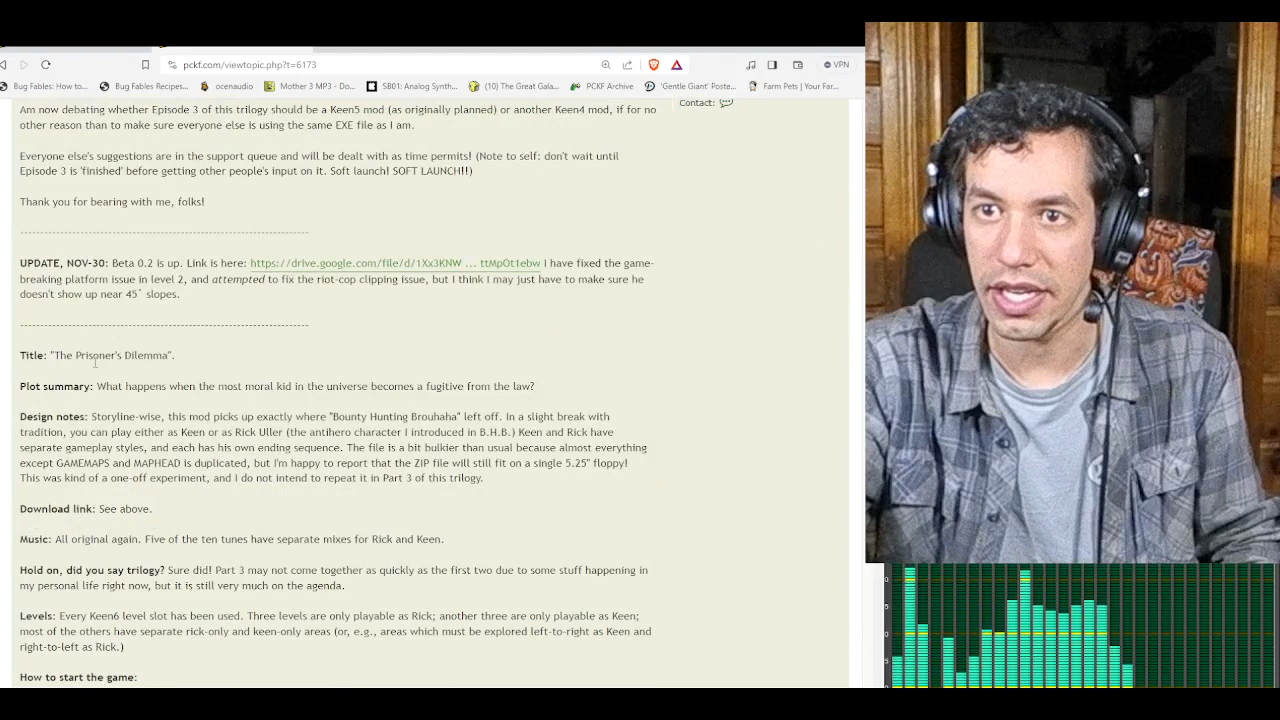 pckf.com/viewtopic.php?t=6173
VPN
Bug Fables: How to...
Bug Fables Recipes...
ocenaudio
Mother 3 MIDIs - Do...
SB01: Analog Synth...
(10) The Great Gala...
PCKF Archive
'Gentle Giant' Poste...
Farm Pets | Your Far...
Am now debating whether Episode 3 of this trilogy should be a Keen5 mod (as originally planned) or another Keen4 mod, if for no
other reason than to make sure everyone else is using the same EXE file as I am.
Contact:
Everyone else's suggestions are in the support queue and will be dealt with as time permits! (Note to self: don't wait until
Episode 3 is 'finished' before getting other people's input on it. Soft launch! SOFT LAUNCH!!)
Thank you for bearing with me, folks!
------------------------------------------------------------------------
UPDATE, NOV-30: Beta 0.2 is up. Link is here: https://drive.google.com/file/d/1Xx3KNW ... ttMpOt1ebw I have fixed the game-
breaking platform issue in level 2, and attempted to fix the riot-cop clipping issue, but I think I may just have to make sure he
doesn't show up near 45° slopes.
------------------------------------------------------------------------
Title: "The Prisoner's Dilemma".
Plot summary: What happens when the most moral kid in the universe becomes a fugitive from the law?
Design notes: Storyline-wise, this mod picks up exactly where "Bounty Hunting Brouhaha" left off. In a slight break with
tradition, you can play either as Keen or as Rick Uller (the antihero character I introduced in B.H.B.) Keen and Rick have
separate gameplay styles, and each has his own ending sequence. The file is a bit bulkier than usual because almost everything
except GAMEMAPS and MAPHEAD is duplicated, but I'm happy to report that the ZIP file will still fit on a single 5.25" floppy!
This was kind of a one-off experiment, and I do not intend to repeat it in Part 3 of this trilogy.
Download link: See above.
Music: All original again. Five of the ten tunes have separate mixes for Rick and Keen.
Hold on, did you say trilogy? Sure did! Part 3 may not come together as quickly as the first two due to some stuff happening in
my personal life right now, but it is still very much on the agenda.
Levels: Every Keen6 level slot has been used. Three levels are only playable as Rick; another three are only playable as Keen;
most of the others have separate rick-only and keen-only areas (or, e.g., areas which must be explored left-to-right as Keen and
right-to-left as Rick.)
How to start the game: